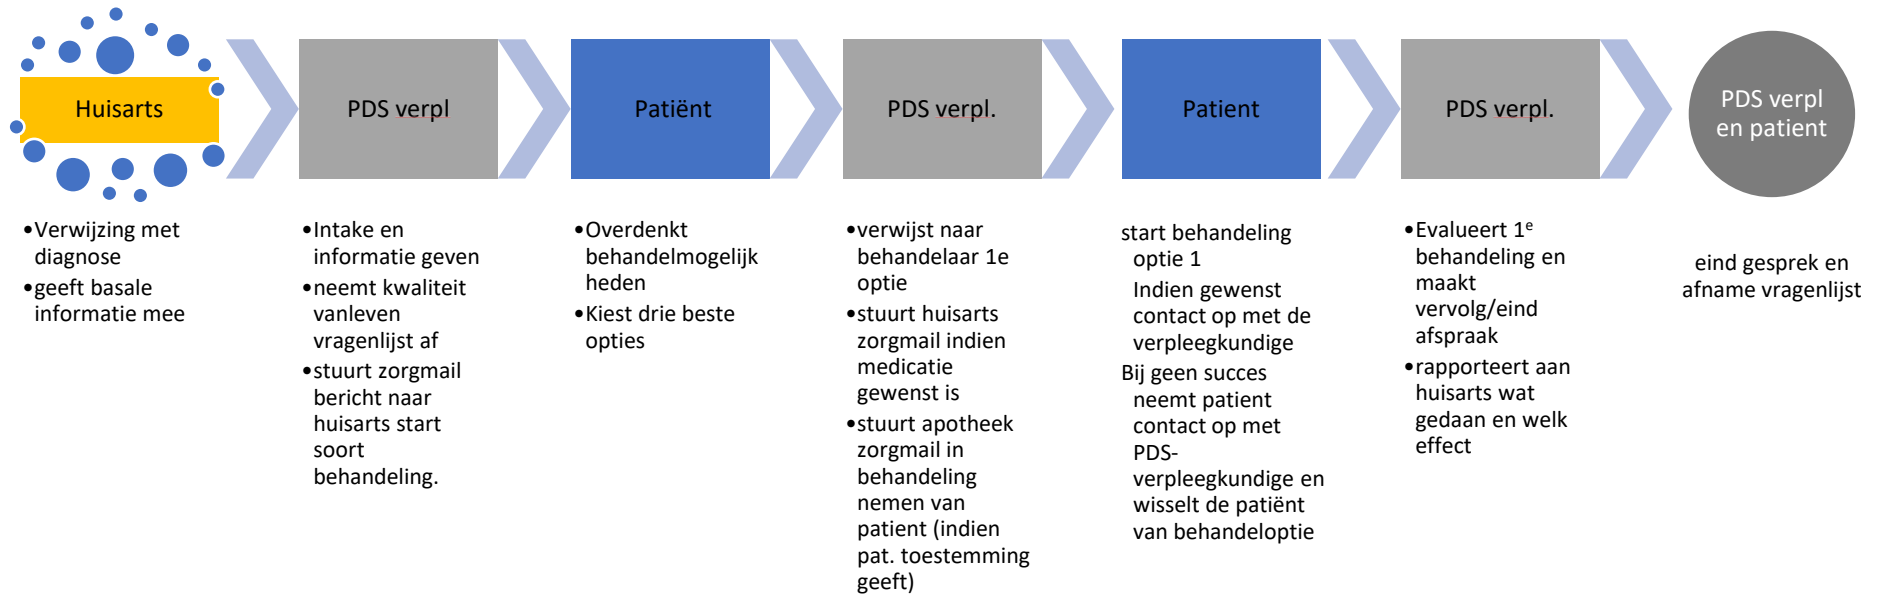 Huisarts
PDS verpl
Patiënt
PDS verpl.
Patient
PDS verpl.
PDS verpl
en patient
•Verwijzing met
diagnose
•geeft basale
informatie mee
•Intake en
informatie geven
•neemt kwaliteit
vanleven
vragenlijst af
•stuurt zorgmail
bericht naar
huisarts start
soort
behandeling.
•Overdenkt
behandelmogelijk
heden
•Kiest drie beste
opties
•verwijst naar
behandelaar 1e
optie
•stuurt huisarts
zorgmail indien
medicatie
gewenst is
•stuurt apotheek
zorgmail in
behandeling
nemen van
patient (indien
pat. toestemming
geeft)
start behandeling
optie 1
Indien gewenst
contact op met de
verpleegkundige
Bij geen succes
neemt patient
contact op met
PDS-
verpleegkundige en
wisselt de patiënt
van behandeloptie
•Evalueert 1e
behandeling en
maakt
vervolg/eind
afspraak
•rapporteert aan
huisarts wat
gedaan en welk
effect
eind gesprek en
afname vragenlijst